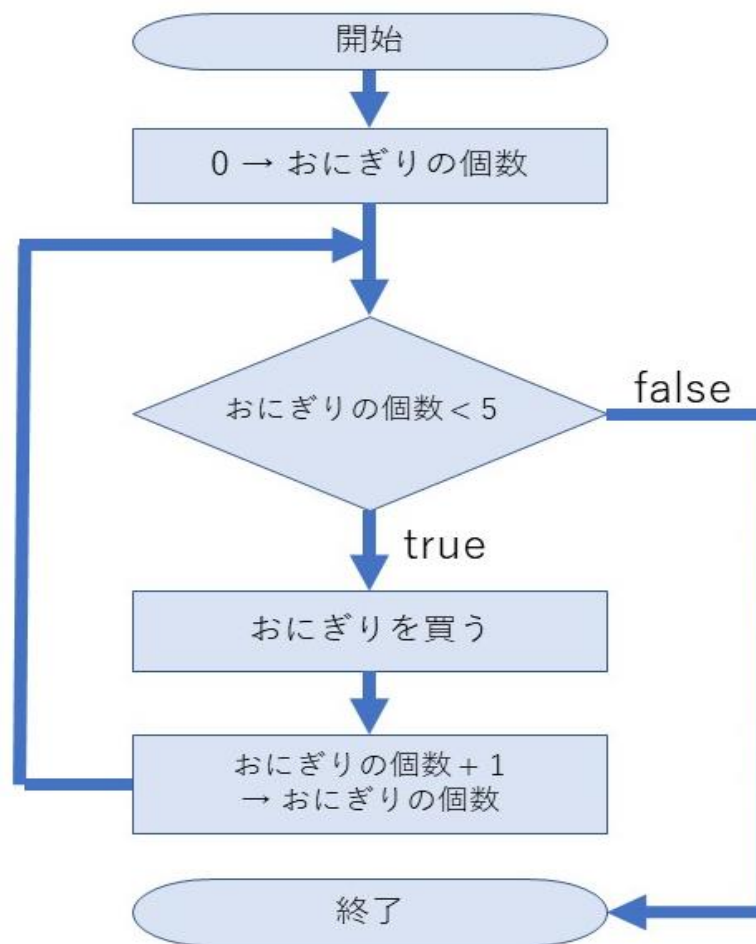 開始
0 → おにぎりの個数
おにぎりの個数 < 5
false
true
おにぎりを買う
おにぎりの個数 + 1
→ おにぎりの個数
終了